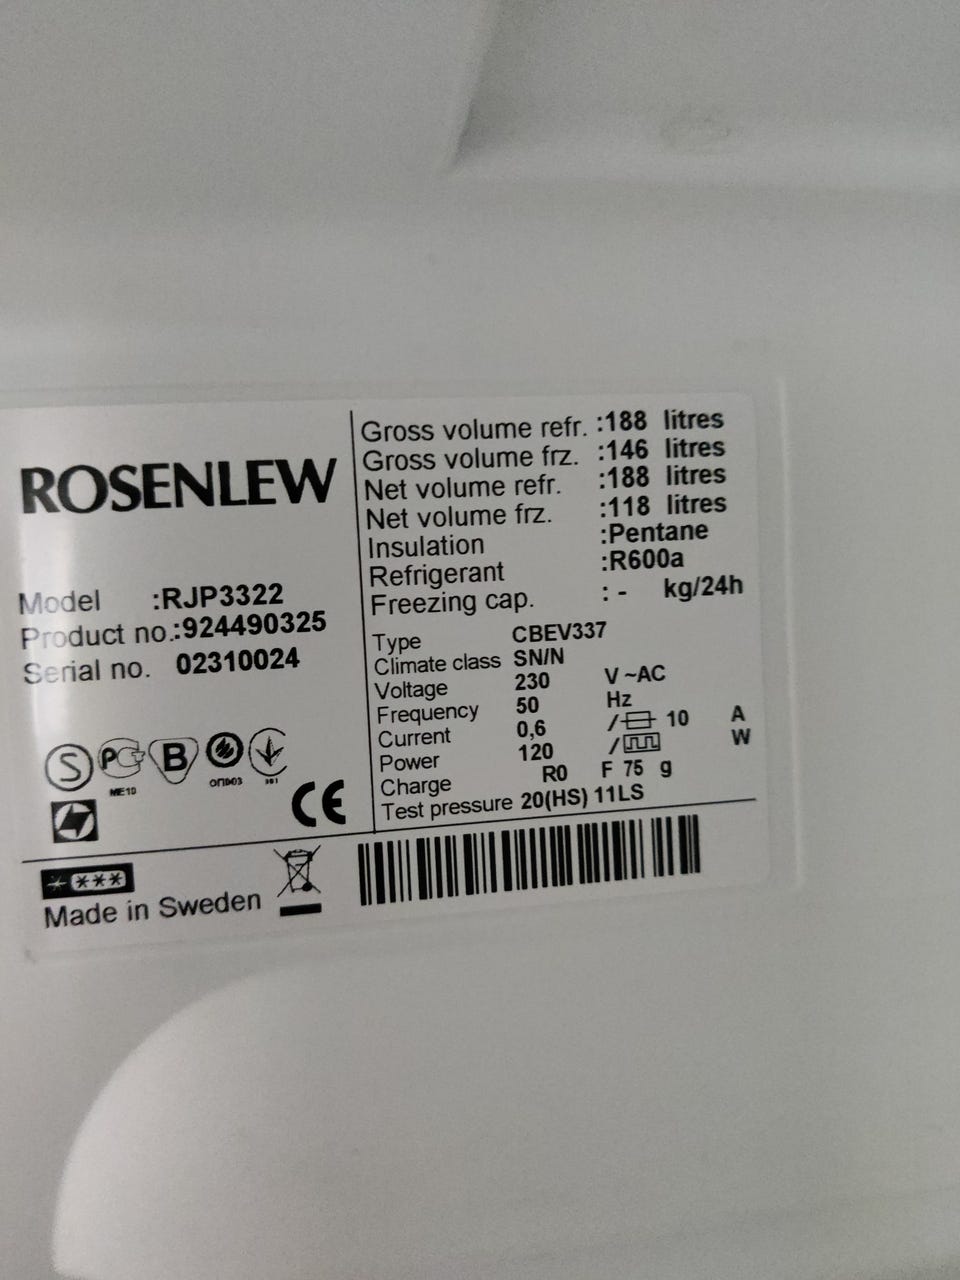 ROSENLEW
Model :RJP3322
Product no.:924490325
Serial no. 02310024
S PG B
ME10
CE
***
Made in Sweden
Gross volume refr. :188 litres
Gross volume frz. :146 litres
Net volume refr. :188 litres
Net volume frz. :118 litres
Insulation :Pentane
Refrigerant :R600a
Freezing cap. : - kg/24h
Type CBEV337
Climate class SN/N
Voltage 230 V ~AC
Frequency 50 Hz
Current 0,6 / 10 A
Power 120 / W
Charge R0 F 75 g
Test pressure 20(HS) 11LS